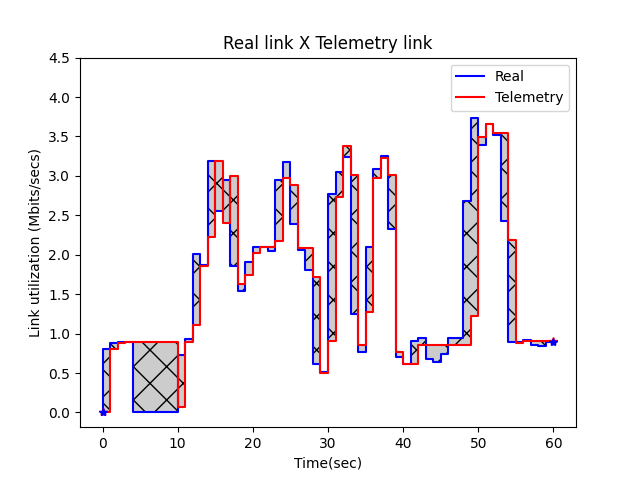 Real link X Telemetry link
Real
Telemetry
Link utilization (Mbits/secs)
4.5
4.0
3.5
3.0
2.5
2.0
1.5
1.0
0.5
0.0
0 10 20 30 40 50 60
Time(sec)